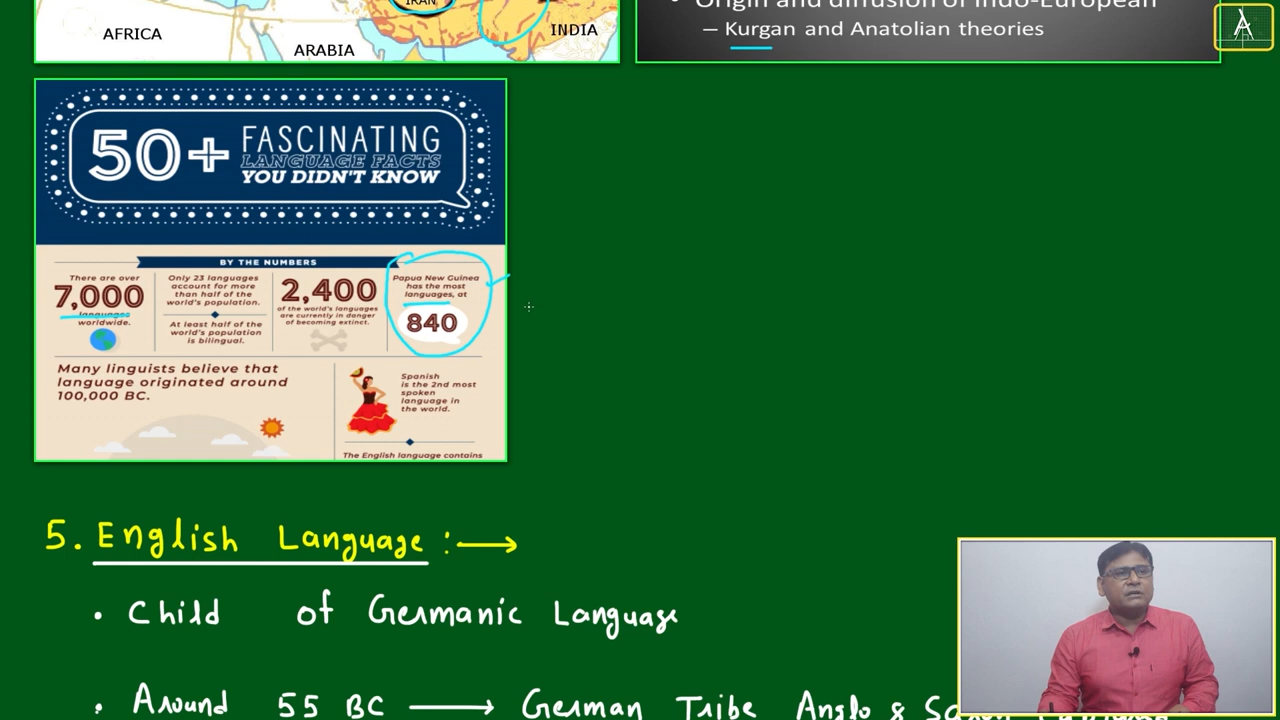 IRAN
AFRICA
ARABIA
INDIA
• Origin and diffusion of Indo-European
– Kurgan and Anatolian theories
A
50+ FASCINATING
LANGUAGE FACTS
YOU DIDN'T KNOW
BY THE NUMBERS
There are over
7,000
languages
worldwide.
Only 23 languages
account for more
than half of the
world's population.
At least half of the
world's population
is bilingual.
2,400
of the world's languages
are currently in danger
of becoming extinct.
Papua New Guinea
has the most
languages, at
840
Many linguists believe that
language originated around
100,000 BC.
Spanish
is the 2nd most
spoken
language in
the world.
The English language contains
5. English Language :→
• Child of Germanic Language
• Around 55 BC → German Tribe Anglo &